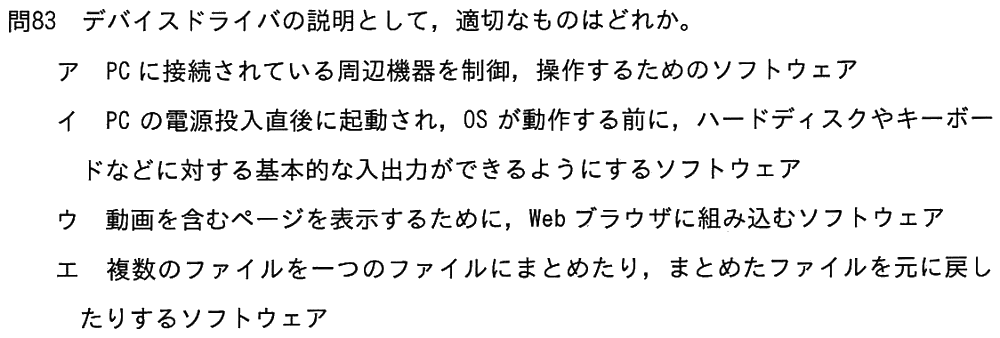 問83　デバイスドライバの説明として，適切なものはどれか。
ア　PCに接続されている周辺機器を制御，操作するためのソフトウェア
イ　PCの電源投入直後に起動され，OSが動作する前に，ハードディスクやキーボー
ドなどに対する基本的な入出力ができるようにするソフトウェア
ウ　動画を含むページを表示するために，Webブラウザに組み込むソフトウェア
エ　複数のファイルを一つのファイルにまとめたり，まとめたファイルを元に戻し
たりするソフトウェア